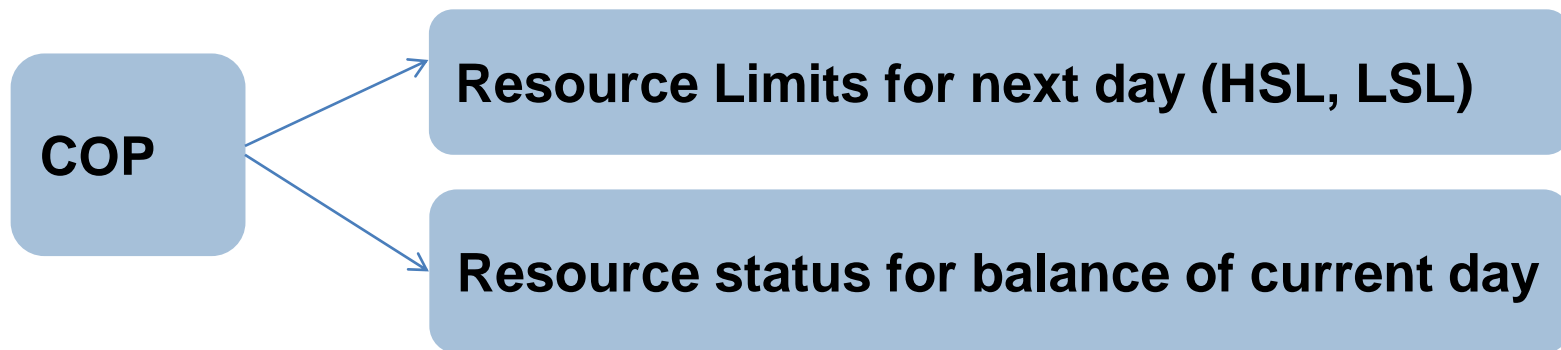 COP
Resource Limits for next day (HSL, LSL)
Resource status for balance of current day